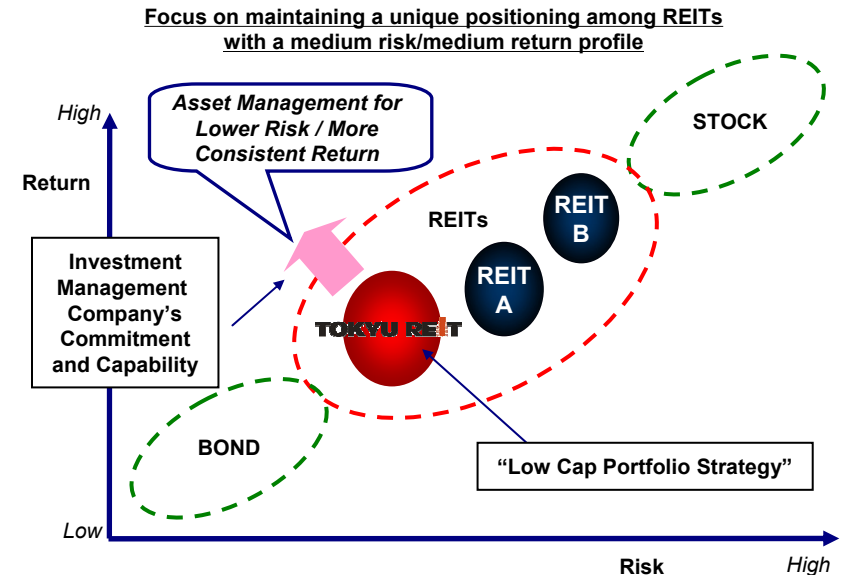 Focus on maintaining a unique positioning among REITs
with a medium risk/medium return profile
High
Asset Management for
Lower Risk / More
Consistent Return
STOCK
Return
REITs
REIT
B
Investment
Management
Company’s
Commitment
and Capability
REIT
A
TOKYU REIT
BOND
“Low Cap Portfolio Strategy”
Low
Risk
High